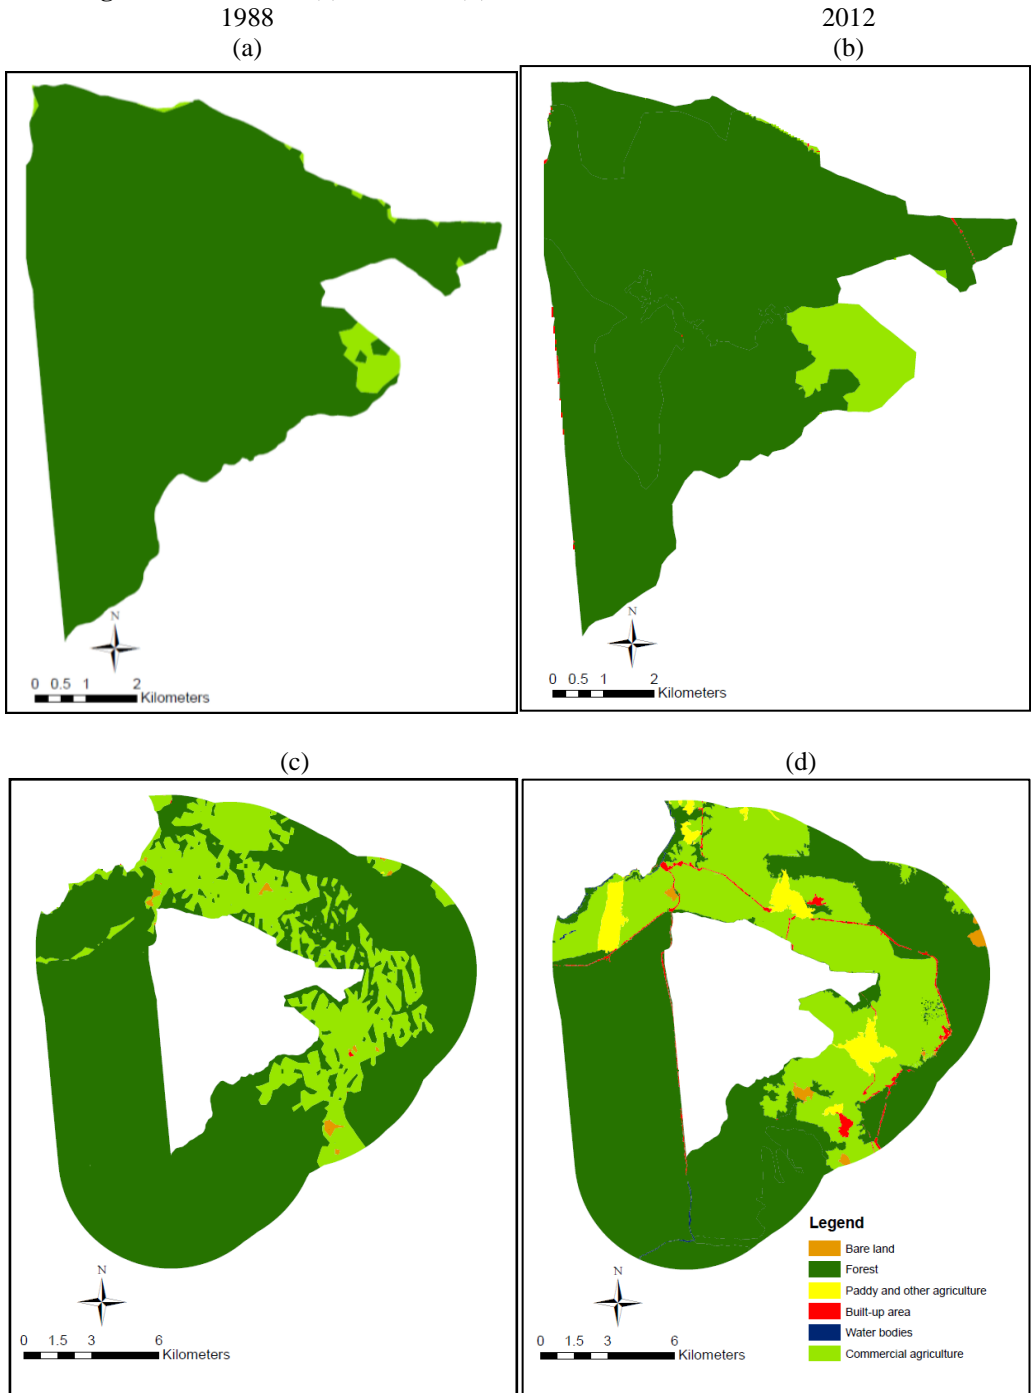 1988 2012
(a) (b)
N N
0 0.5 1 2 Kilometers 0 0.5 1 2 Kilometers
(c) (d)
Legend
Bare land
Forest
Paddy and other agriculture
Built-up area
Water bodies
Commercial agriculture
N N
0 1.5 3 6 Kilometers 0 1.5 3 6 Kilometers